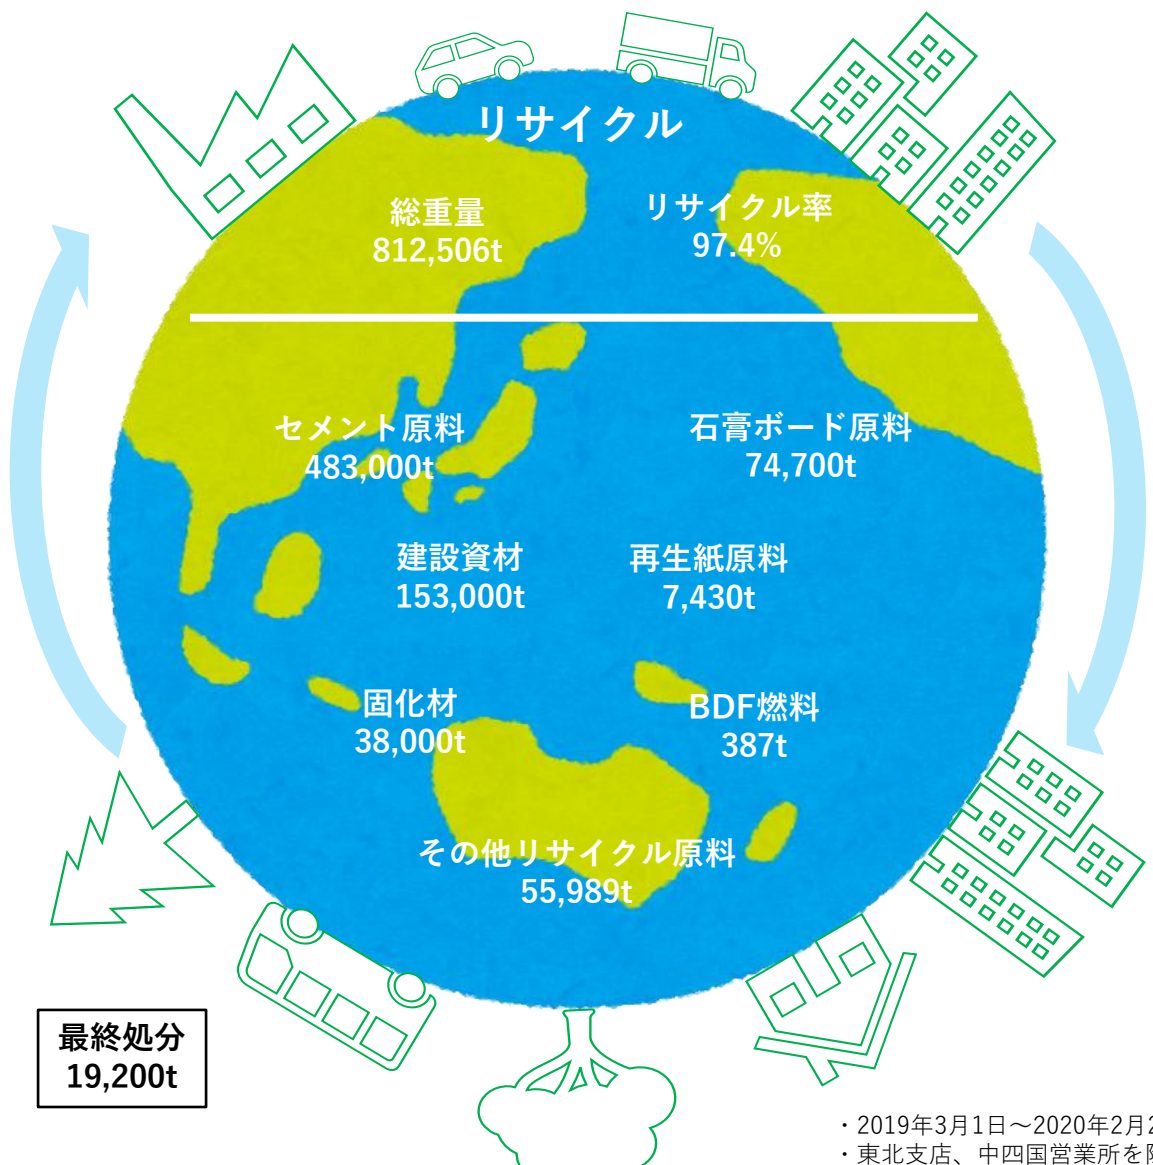 リサイクル
総重量
812,506t
リサイクル率
97.4%
セメント原料
483,000t
石膏ボード原料
74,700t
建設資材
153,000t
再生紙原料
7,430t
固化材
38,000t
BDF燃料
387t
その他リサイクル原料
55,989t
最終処分
19,200t
・2019年3月1日～2020年2月2
・東北支店、中四国営業所を除